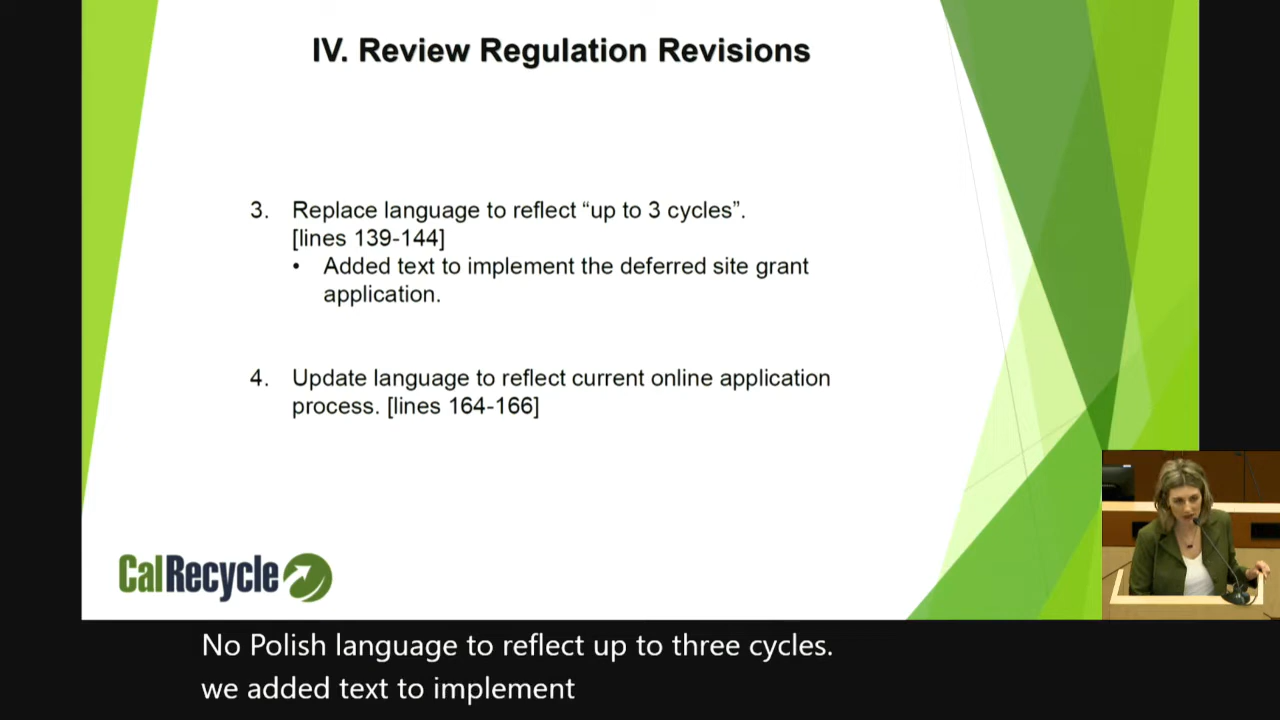 IV. Review Regulation Revisions
3. Replace language to reflect “up to 3 cycles”.
[lines 139-144]
• Added text to implement the deferred site grant
application.
4. Update language to reflect current online application
process. [lines 164-166]
CalRecycle
No Polish language to reflect up to three cycles.
we added text to implement